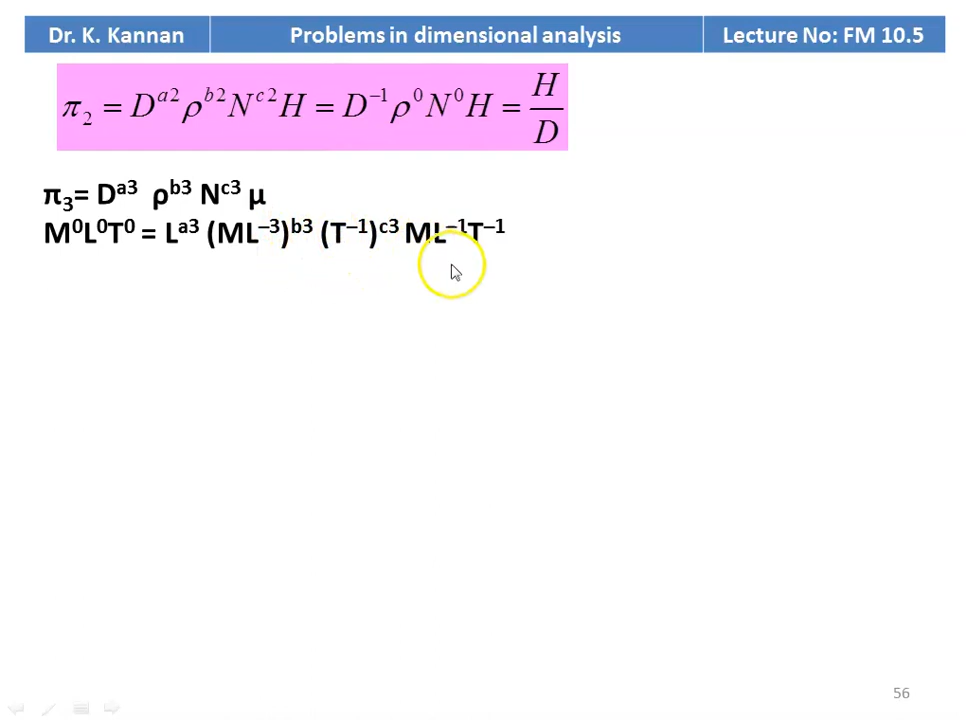 Dr. K. Kannan Problems in dimensional analysis Lecture No: FM 10.5
π₂ = D^{a2} ρ^{b2} N^{c2} H = D^{−1} ρ^{0} N^{0} H = H/D
π₃= D^{a3} ρ^{b3} N^{c3} μ
M⁰L⁰T⁰ = L^{a3} (ML^{–3})^{b3} (T^{–1})^{c3} ML^{–1}T^{–1}
56